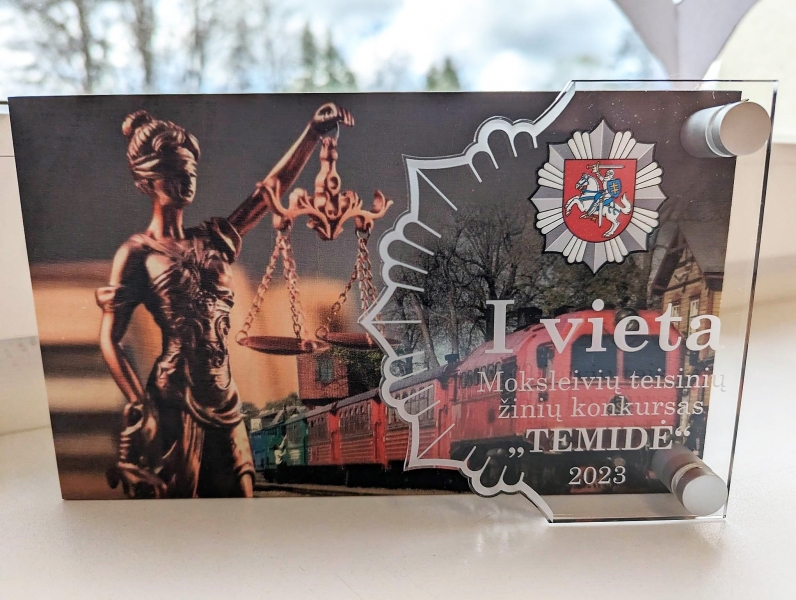 I vieta
Moksleivių teisinių
žinių konkursas
„TEMIDĖ“
2023